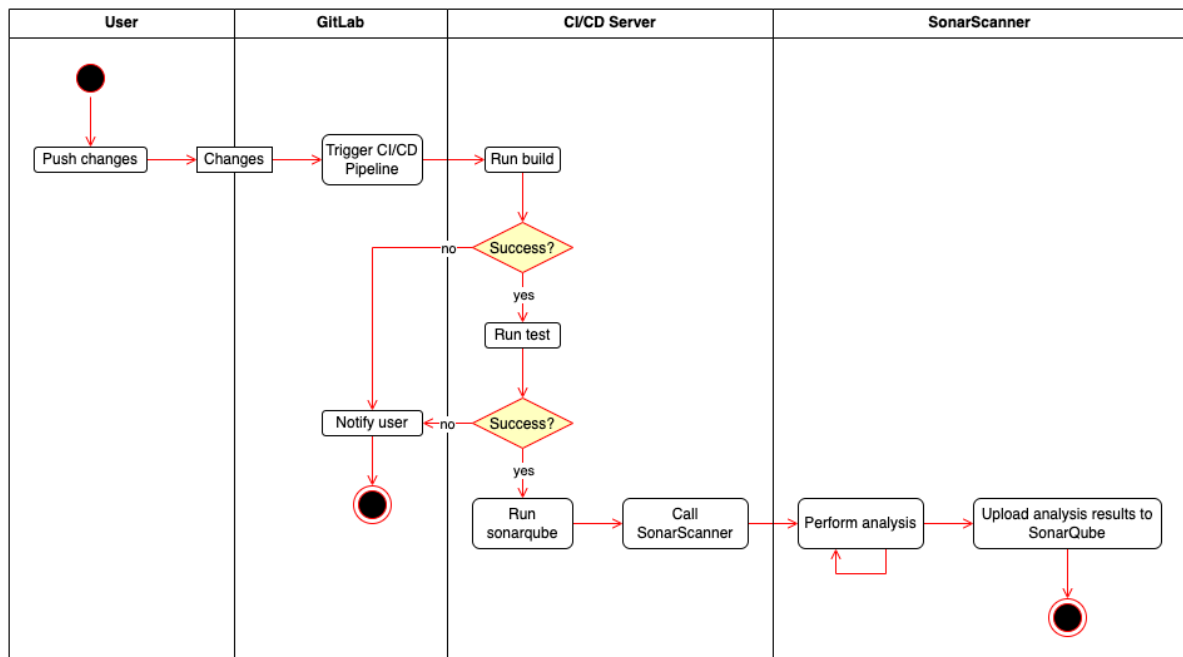 User
GitLab
CI/CD Server
SonarScanner
Push changes
Changes
Trigger CI/CD
Pipeline
Run build
no
Success?
yes
Run test
Notify user
no
Success?
yes
Run
sonarqube
Call
SonarScanner
Perform analysis
Upload analysis results to
SonarQube